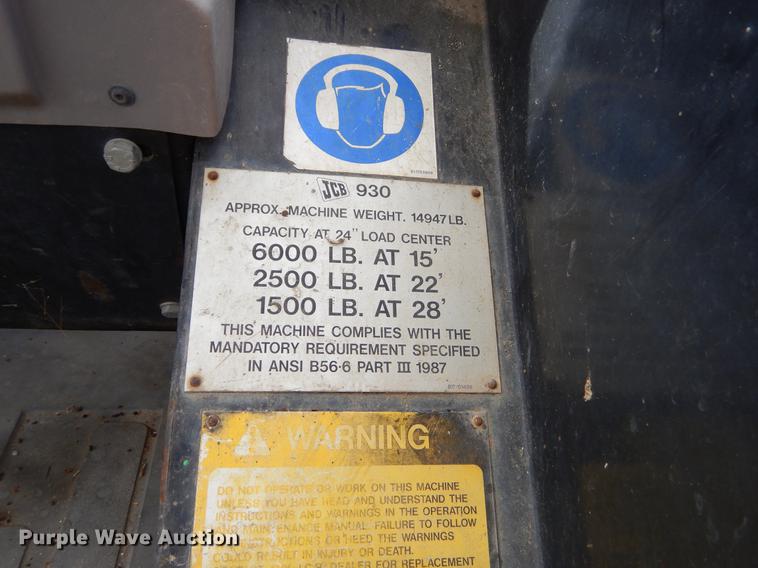 JCB 930
APPROX. MACHINE WEIGHT. 14947 LB.
CAPACITY AT 24" LOAD CENTER
6000 LB. AT 15'
2500 LB. AT 22'
1500 LB. AT 28'
THIS MACHINE COMPLIES WITH THE
MANDATORY REQUIREMENT SPECIFIED
IN ANSI B56·6 PART III 1987
WARNING
DO NOT OPERATE OR WORK ON THIS MACHINE
UNLESS YOU HAVE READ AND UNDERSTAND THE
INSTRUCTIONS AND WARNINGS IN THE OPERATION
AND MAINTENANCE MANUAL. FAILURE TO FOLLOW
INSTRUCTIONS OR HEED THE WARNINGS
COULD RESULT IN INJURY OR DEATH.
DEALER FOR REPLACEMENT
Purple Wave Auction